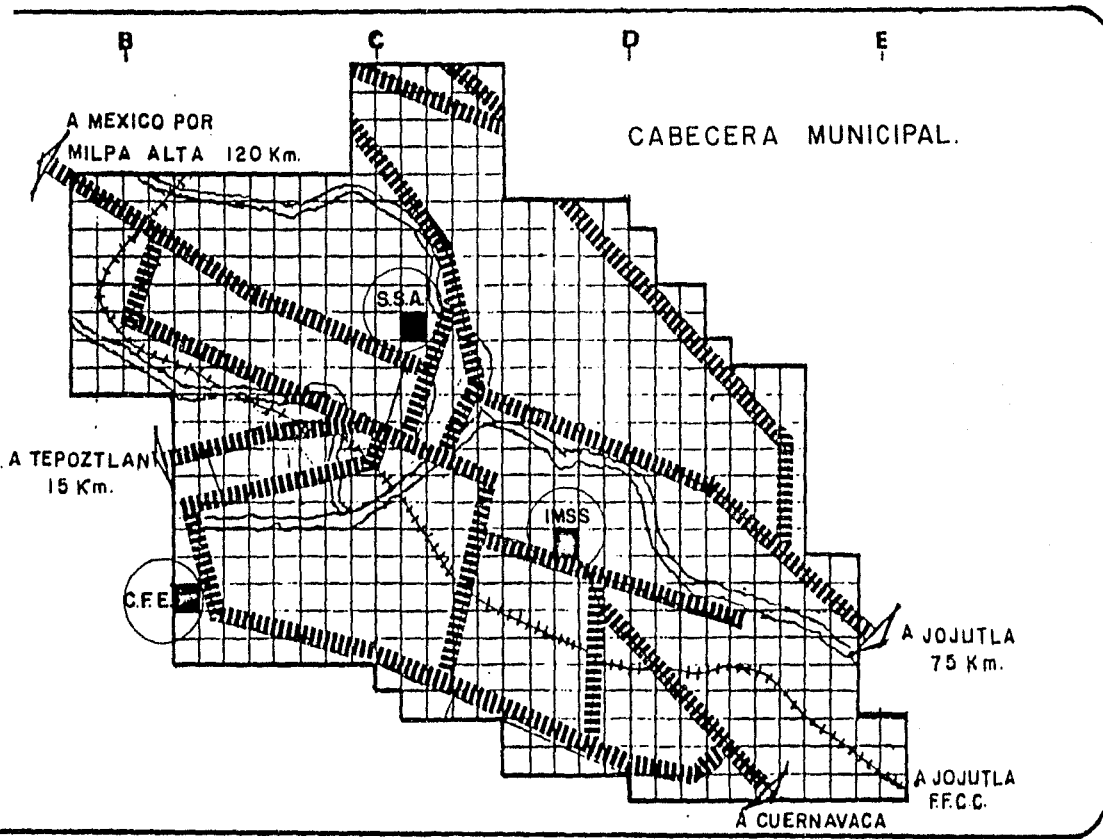 B C D E
A MEXICO POR
MILPA ALTA 120 Km.
CABECERA MUNICIPAL.
S.S.A.
A TEPOZTLAN
15 Km.
IMSS
C.F.E.
A JOJUTLA
75 Km.
A JOJUTLA
F.F.C.C.
A CUERNAVACA